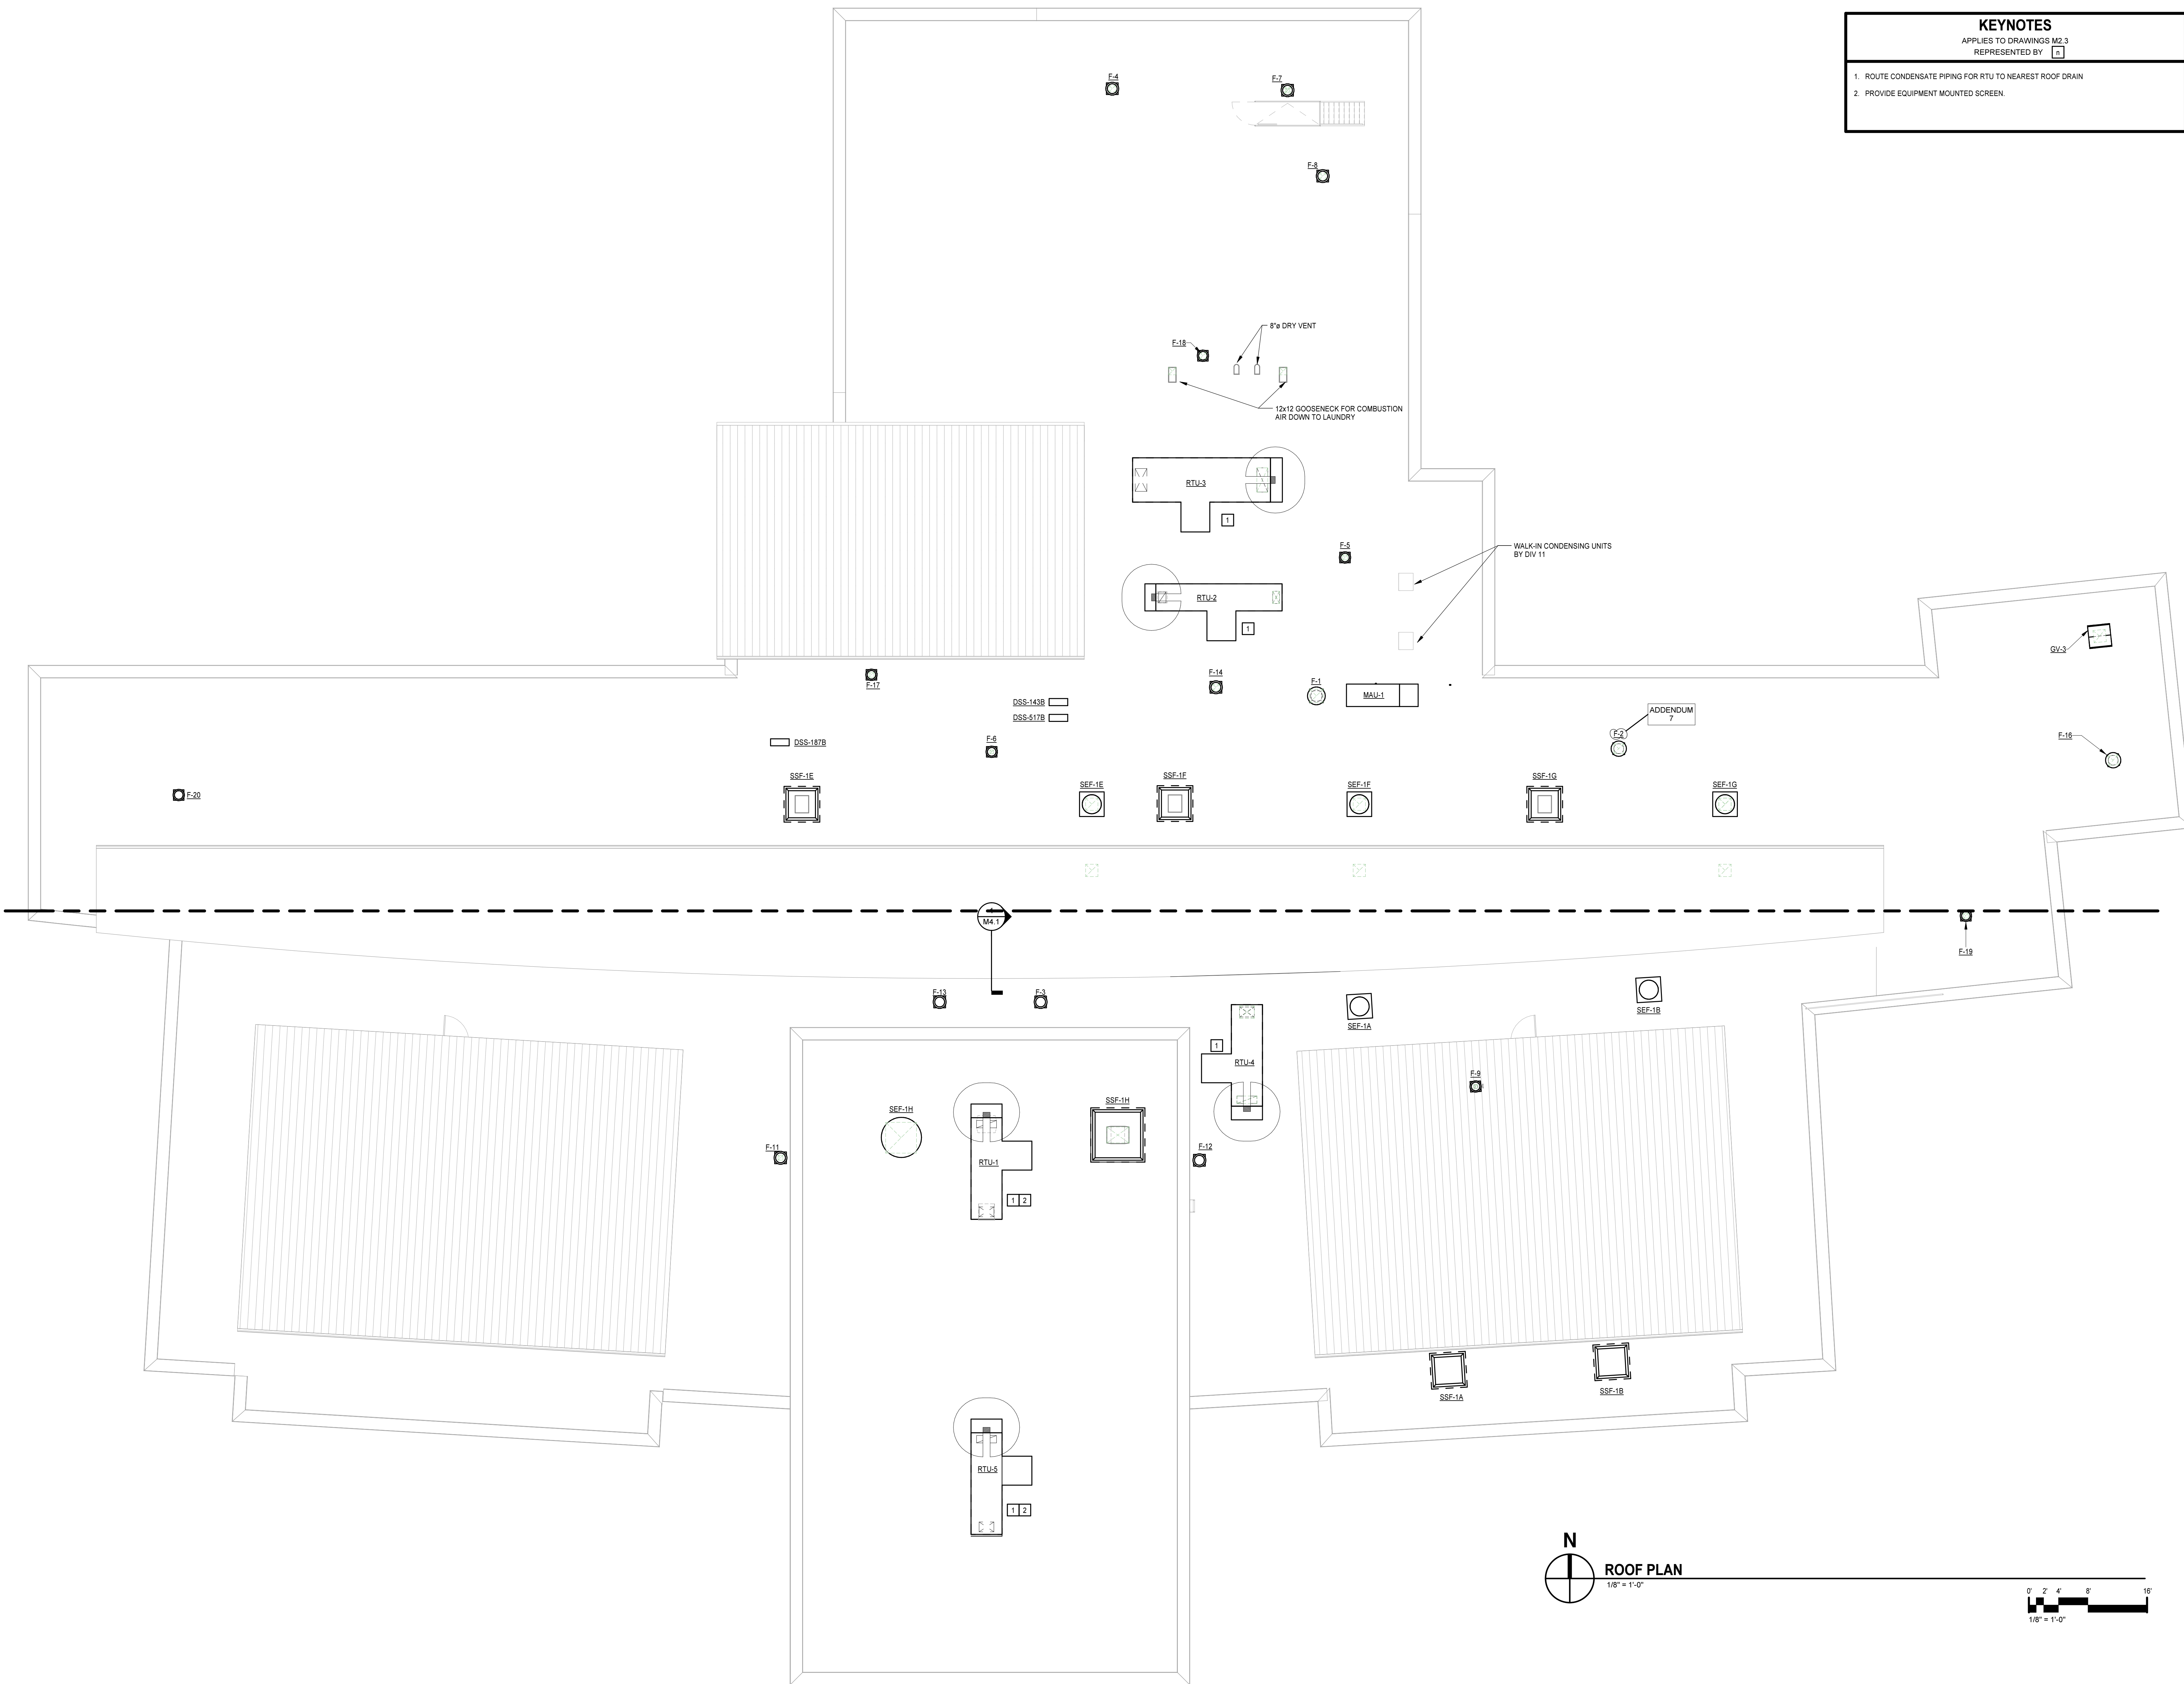 KEYNOTES
APPLIES TO DRAWINGS M2.3
REPRESENTED BY n
1. ROUTE CONDENSATE PIPING FOR RTU TO NEAREST ROOF DRAIN
2. PROVIDE EQUIPMENT MOUNTED SCREEN.
F-4
F-7
F-8
8"ø DRY VENT
F-18
12x12 GOOSENECK FOR COMBUSTION
AIR DOWN TO LAUNDRY
RTU-3
1
F-5
WALK-IN CONDENSING UNITS
BY DIV 11
RTU-2
1
GV-3
F-17
F-14
F-1
MAU-1
DSS-143B
DSS-517B
ADDENDUM
7
F-2
F-16
DSS-187B
F-6
SSF-1E
SEF-1E
SSF-1F
SEF-1F
SSF-1G
SEF-1G
F-20
M4.1
F-19
F-13
F-3
SEF-1A
SEF-1B
1
RTU-4
F-9
SEF-1H
SSF-1H
F-11
F-12
RTU-1
1 2
SSF-1A
SSF-1B
RTU-5
1 2
N
ROOF PLAN
1/8" = 1'-0"
0' 2' 4' 8' 16'
1/8" = 1'-0"